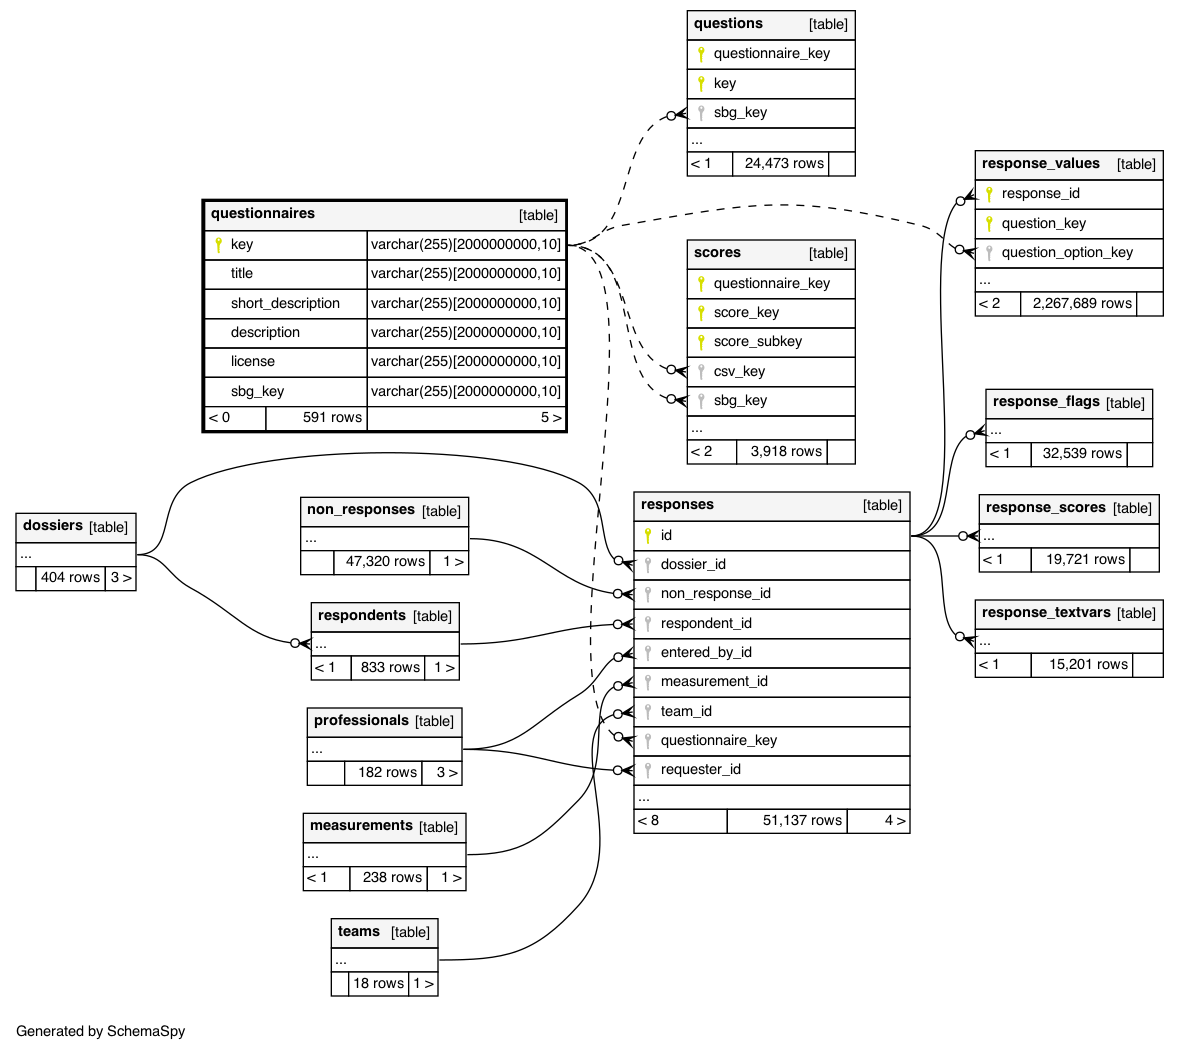 questions [table]
questionnaire_key
key
sbg_key
...
< 1 24,473 rows
response_values [table]
response_id
question_key
question_option_key
...
< 2 2,267,689 rows
questionnaires [table]
key varchar(255)[2000000000,10]
title varchar(255)[2000000000,10]
short_description varchar(255)[2000000000,10]
description varchar(255)[2000000000,10]
license varchar(255)[2000000000,10]
sbg_key varchar(255)[2000000000,10]
< 0 591 rows 5 >
scores [table]
questionnaire_key
score_key
score_subkey
csv_key
sbg_key
...
< 2 3,918 rows
response_flags [table]
...
< 1 32,539 rows
dossiers [table]
...
404 rows 3 >
non_responses [table]
...
47,320 rows 1 >
responses [table]
id
dossier_id
non_response_id
respondent_id
entered_by_id
measurement_id
team_id
questionnaire_key
requester_id
...
< 8 51,137 rows 4 >
response_scores [table]
...
< 1 19,721 rows
respondents [table]
...
< 1 833 rows 1 >
response_textvars [table]
...
< 1 15,201 rows
professionals [table]
...
182 rows 3 >
measurements [table]
...
< 1 238 rows 1 >
teams [table]
...
18 rows 1 >
Generated by SchemaSpy